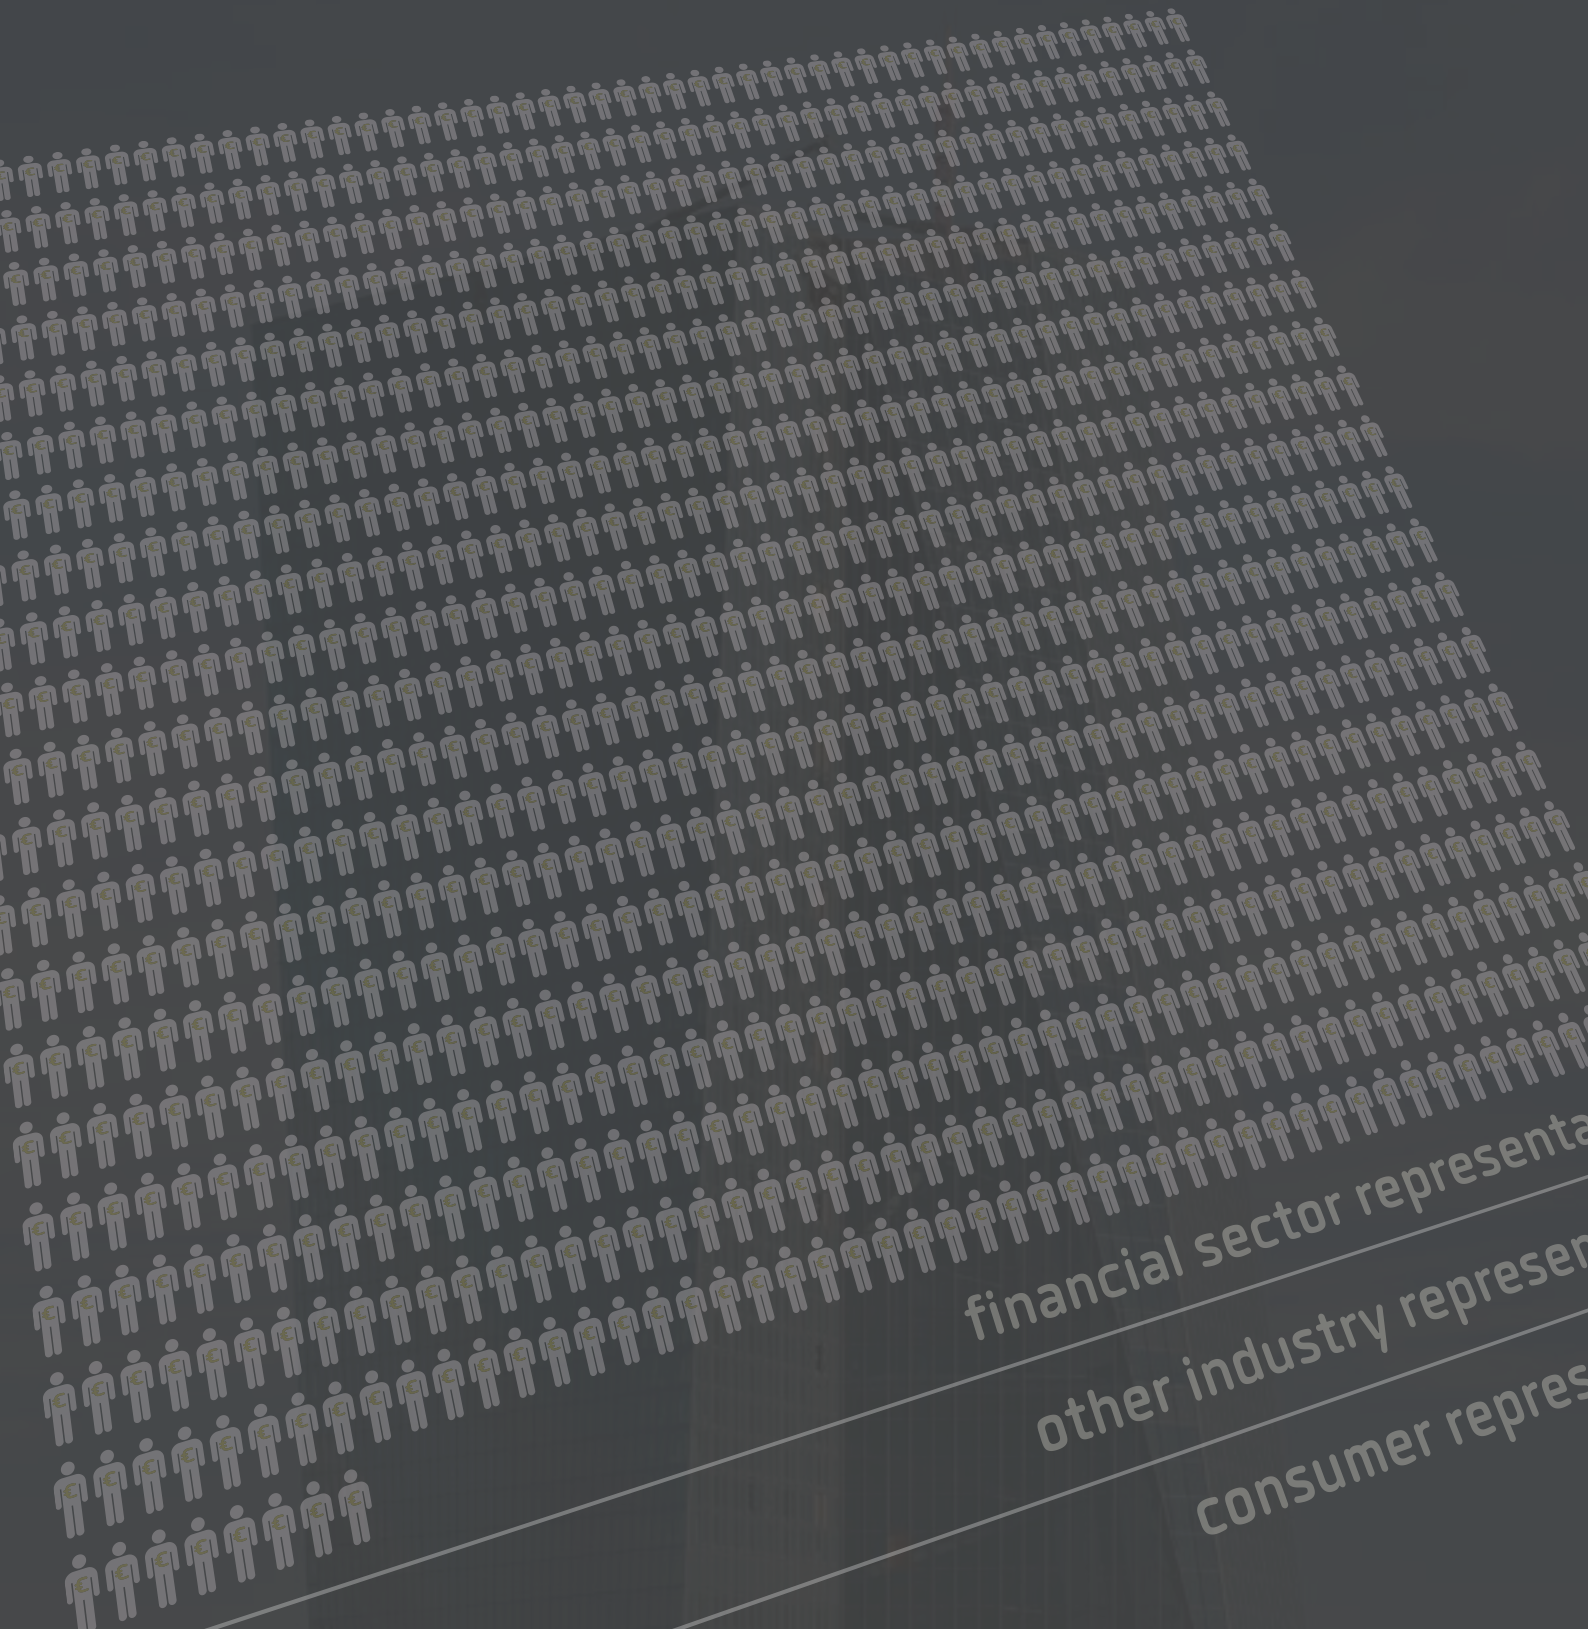 financial sector representa
other industry represen
consumer repres